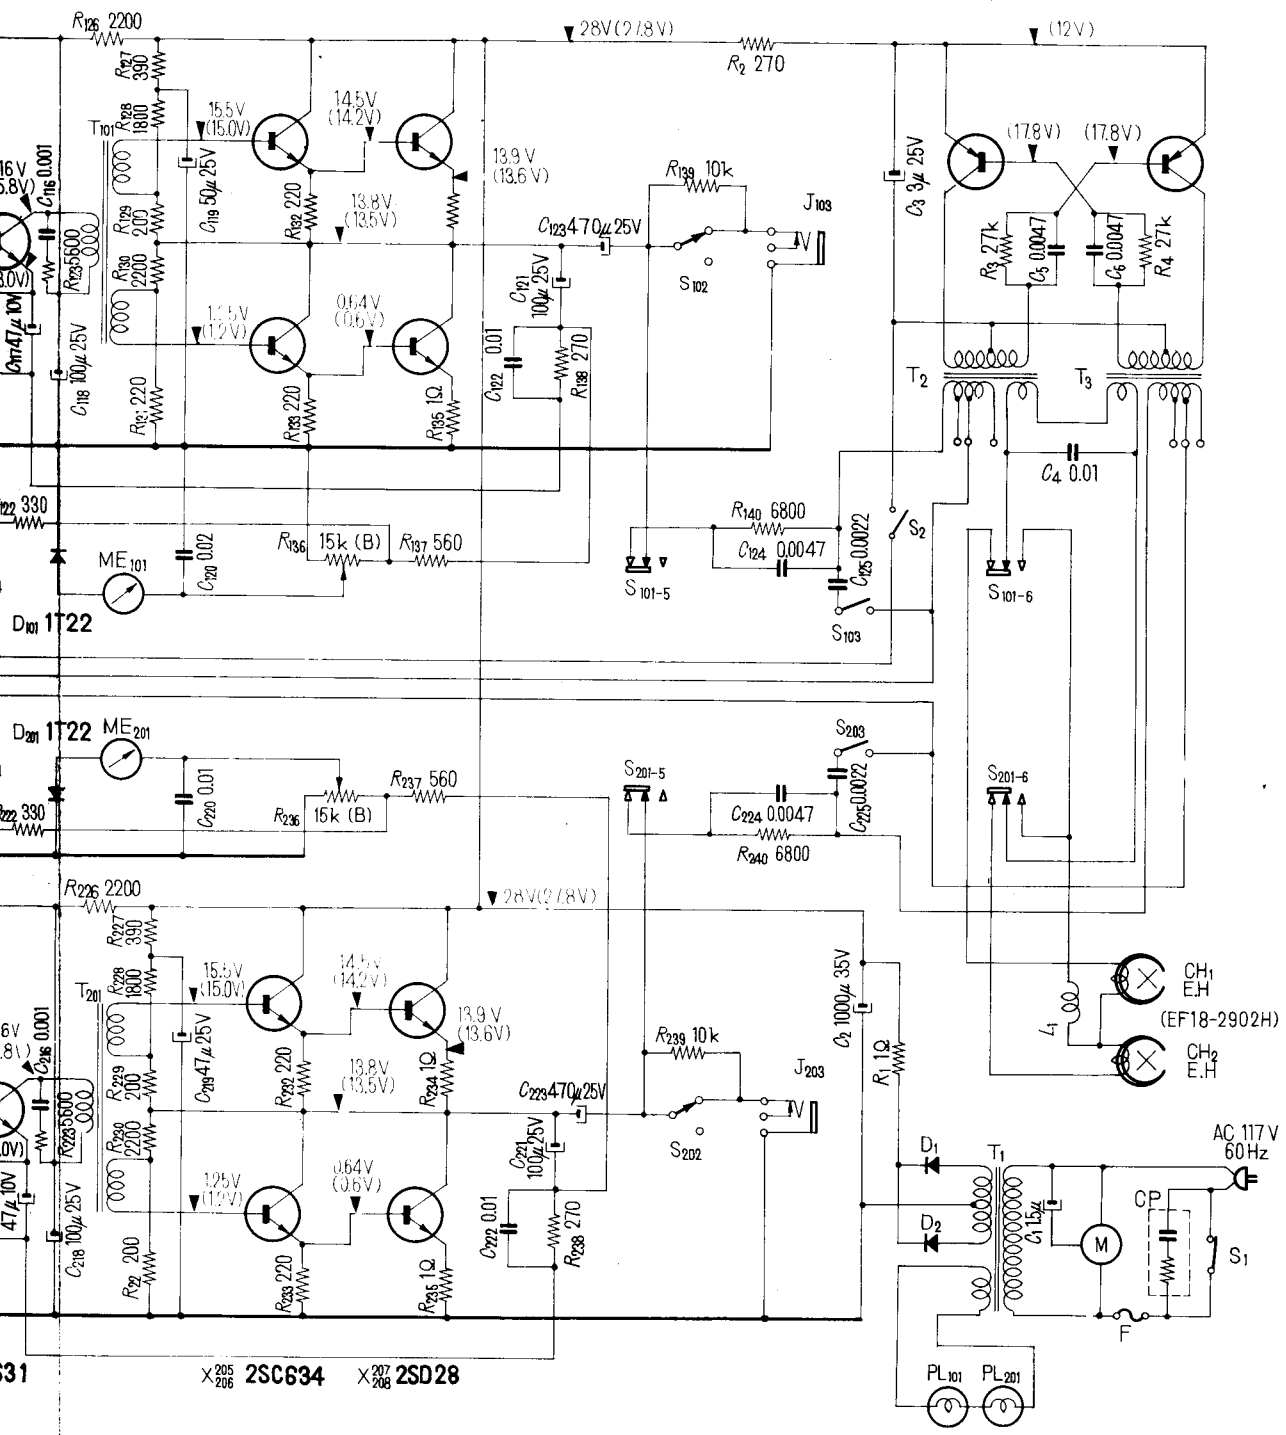 R126 2200
28V(27.8V)
(12V)
R127 390
R2 270
R128 1800
T101
15.5V
(15.0V)
14.5V
(14.2V)
(17.8V)
(17.8V)
13.9V
(13.6V)
C116 0.001
C119 50μ 25V
R139 10k
C3 3μ 25V
R129 200
R132 220
13.8V
(13.5V)
C123 470μ 25V
J103
R123 5600
R130 2200
C121 100μ 25V
S102
R3 27k
C5 0.0047
C6 0.0047
R4 27k
C117 47μ 10V
C118 100μ 25V
(1.2V)
0.64V
(0.6V)
C122 0.01
R138 270
T2
T3
R131 220
R133 220
R135 1Ω
C4 0.01
R122 330
C120 0.02
R136
15k (B)
R137 560
R140 6800
C124 0.0047
C125 0.0022
S2
ME101
S101-5
S103
S101-6
D101 1T22
D201 1T22
ME201
S203
C220 0.01
R237 560
S201-5
C225 0.0022
S201-6
R222 330
R236
15k (B)
C224 0.0047
R240 6800
R226 2200
28V(27.8V)
R227 390
R228 1800
T201
15.5V
(15.0V)
14.5V
(14.2V)
13.9V
(13.6V)
C2 1000μ 35V
CH1
E.H
(EF18-2902H)
L1
CH2
E.H
C216 0.001
C219 47μ 25V
R239 10k
R1 1Ω
R229 200
R232 220
13.8V
(13.5V)
R234 1Ω
C223 470μ 25V
J203
R223 5600
R230 2200
C221 100μ 25V
S202
AC 117V
60Hz
D1
T1
47μ 10V
C218 100μ 25V
1.25V
(1.2V)
0.64V
(0.6V)
C222 0.01
R238 270
D2
C1 1.5μ
M
CP
S1
R22 200
R233 220
R235 1Ω
F
X205 206 2SC634
X207 208 2SD28
PL101
PL201